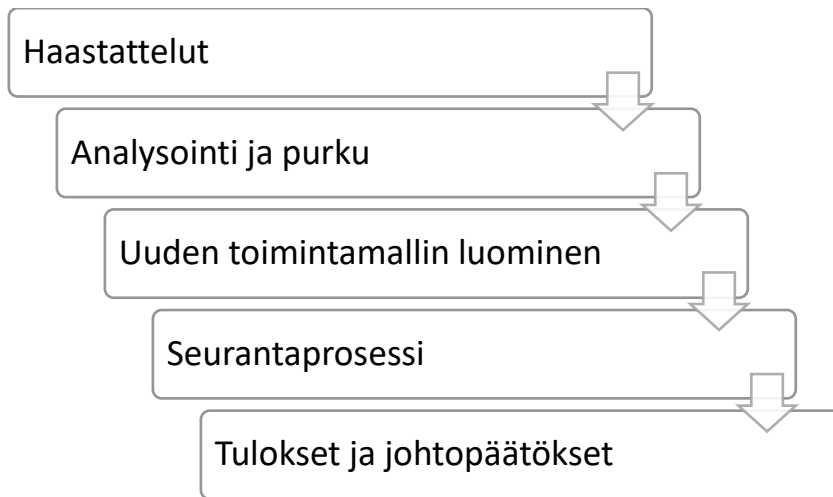 Haastattelut
Analysointi ja purku
Uuden toimintamallin luominen
Seurantaprosessi
Tulokset ja johtopäätökset